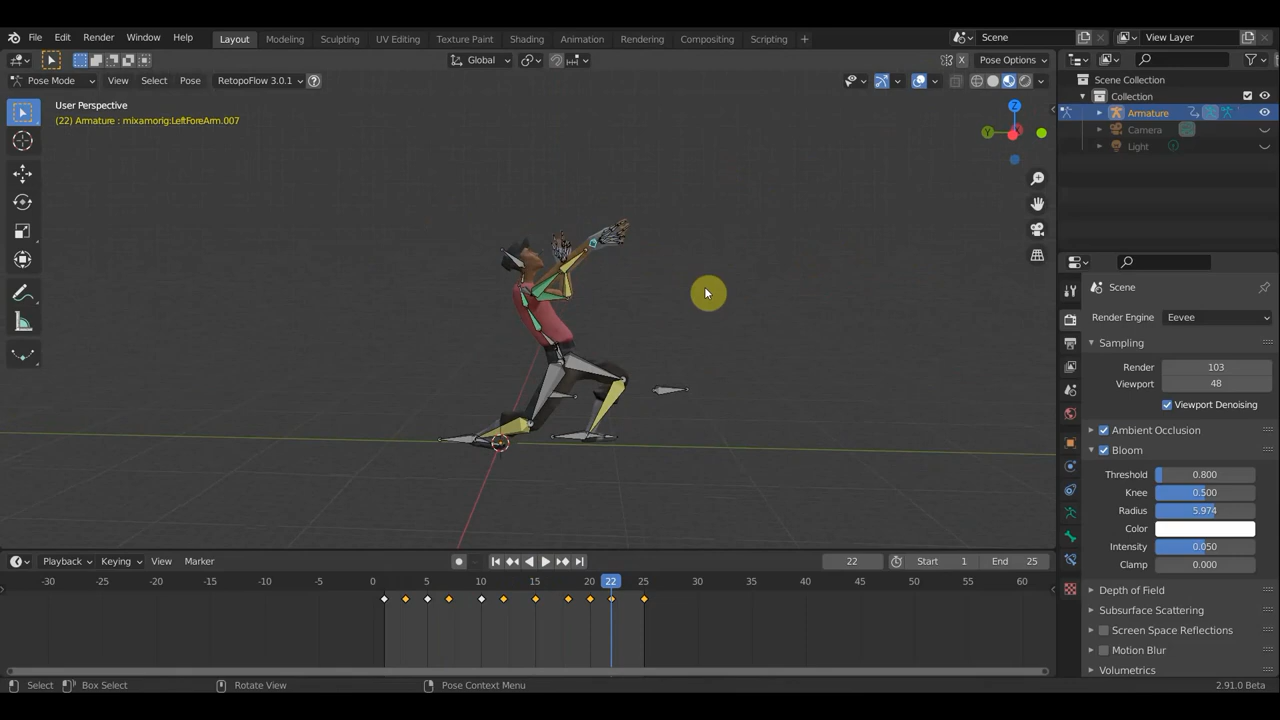 File Edit Render Window Help Layout Modeling Sculpting UV Editing Texture Paint Shading Animation Rendering Compositing Scripting + Scene View Layer
Global X Pose Options
Pose Mode View Select Pose RetopoFlow 3.0.1 ?
User Perspective
(22) Armature : mixamorig:LeftForeArm.007
Z
Y
Scene Collection
Collection
Armature
Camera
Light
Scene
Render Engine Eevee
Sampling
Render 103
Viewport 48
Viewport Denoising
Ambient Occlusion
Bloom
Threshold 0.800
Knee 0.500
Radius 5.974
Color
Intensity 0.050
Clamp 0.000
Depth of Field
Subsurface Scattering
Screen Space Reflections
Motion Blur
Volumetrics
Playback Keying View Marker 22 Start 1 End 25
-30 -25 -20 -15 -10 -5 0 5 10 15 20 22 25 30 35 40 45 50 55 60
Select Box Select Rotate View Pose Context Menu 2.91.0 Beta